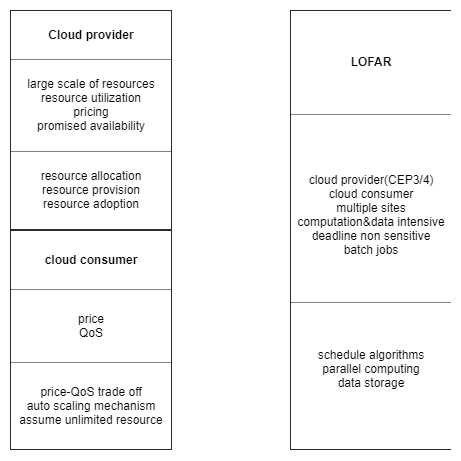 Cloud provider
large scale of resources
resource utilization
pricing
promised availability
resource allocation
resource provision
resource adoption
cloud consumer
price
QoS
price-QoS trade off
auto scaling mechanism
assume unlimited resource
LOFAR
cloud provider(CEP3/4)
cloud consumer
multiple sites
computation&data intensive
deadline non sensitive
batch jobs
schedule algorithms
parallel computing
data storage